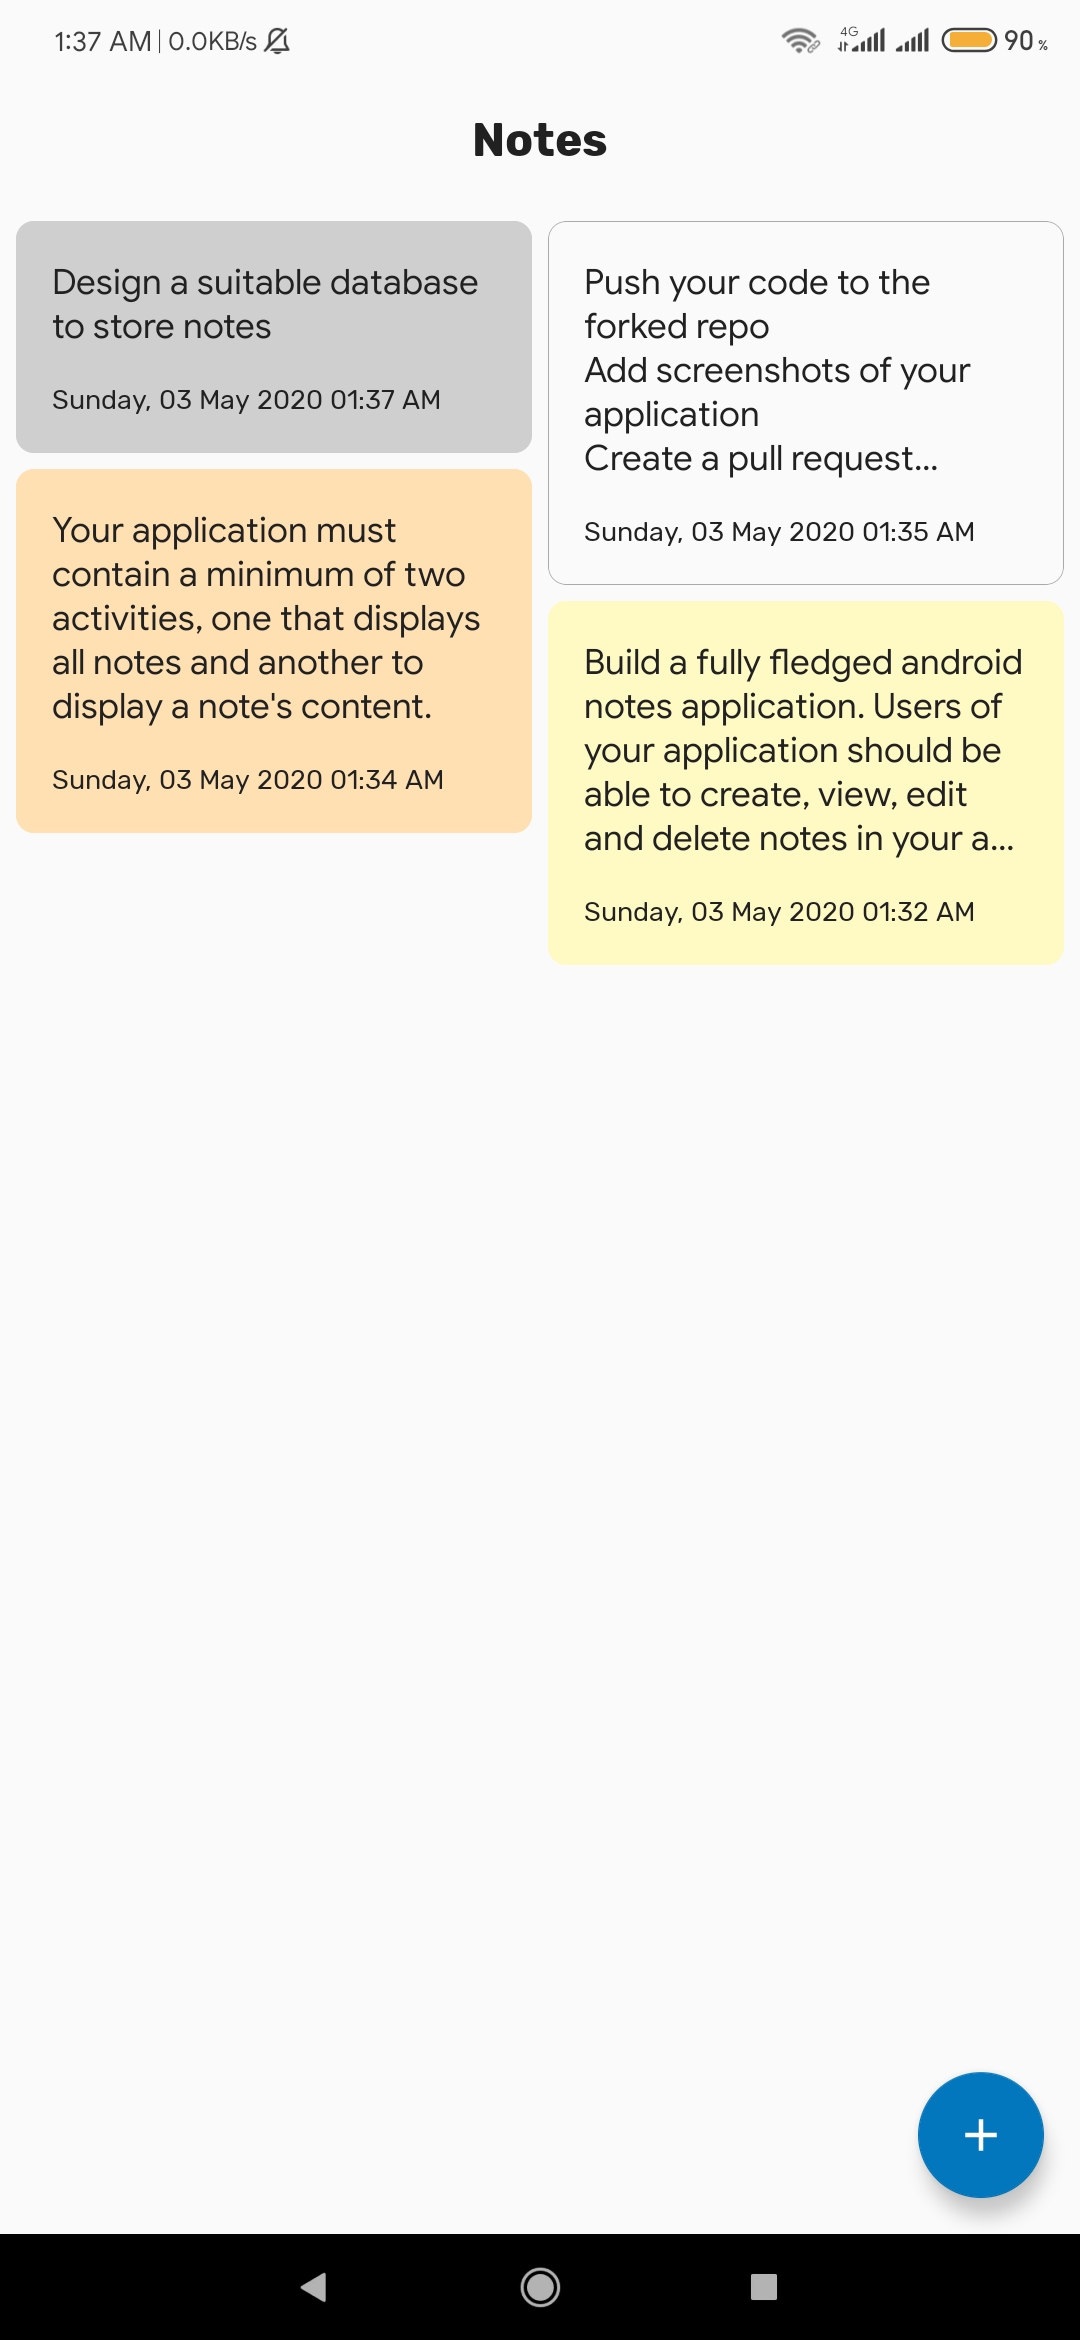 1:37 AM | 0.0KB/s
4G
90 %
Notes
Design a suitable database
to store notes
Sunday, 03 May 2020 01:37 AM
Push your code to the
forked repo
Add screenshots of your
application
Create a pull request...
Sunday, 03 May 2020 01:35 AM
Your application must
contain a minimum of two
activities, one that displays
all notes and another to
display a note's content.
Sunday, 03 May 2020 01:34 AM
Build a fully fledged android
notes application. Users of
your application should be
able to create, view, edit
and delete notes in your a...
Sunday, 03 May 2020 01:32 AM